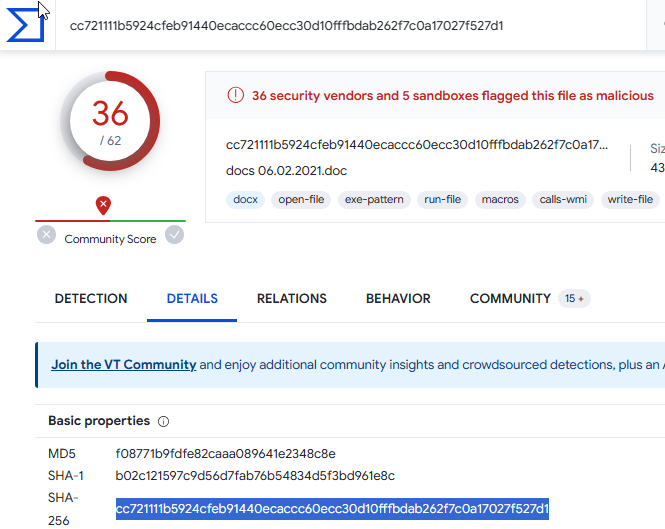 cc721111b5924cfeb91440ecaccc60ecc30d10fffbdab262f7c0a17027f527d1
36
/ 62
Community Score
36 security vendors and 5 sandboxes flagged this file as malicious
cc721111b5924cfeb91440ecaccc60ecc30d10fffbdab262f7c0a17...
docs 06.02.2021.doc
Siz
43
docx open-file exe-pattern run-file macros calls-wmi write-file
DETECTION DETAILS RELATIONS BEHAVIOR COMMUNITY 15 +
Join the VT Community and enjoy additional community insights and crowdsourced detections, plus an A
Basic properties
MD5 f08771b9fdfe82caaa089641e2348c8e
SHA-1 b02c121597c9d56d7fab76b54834d5f3bd961e8c
SHA-
256 cc721111b5924cfeb91440ecaccc60ecc30d10fffbdab262f7c0a17027f527d1